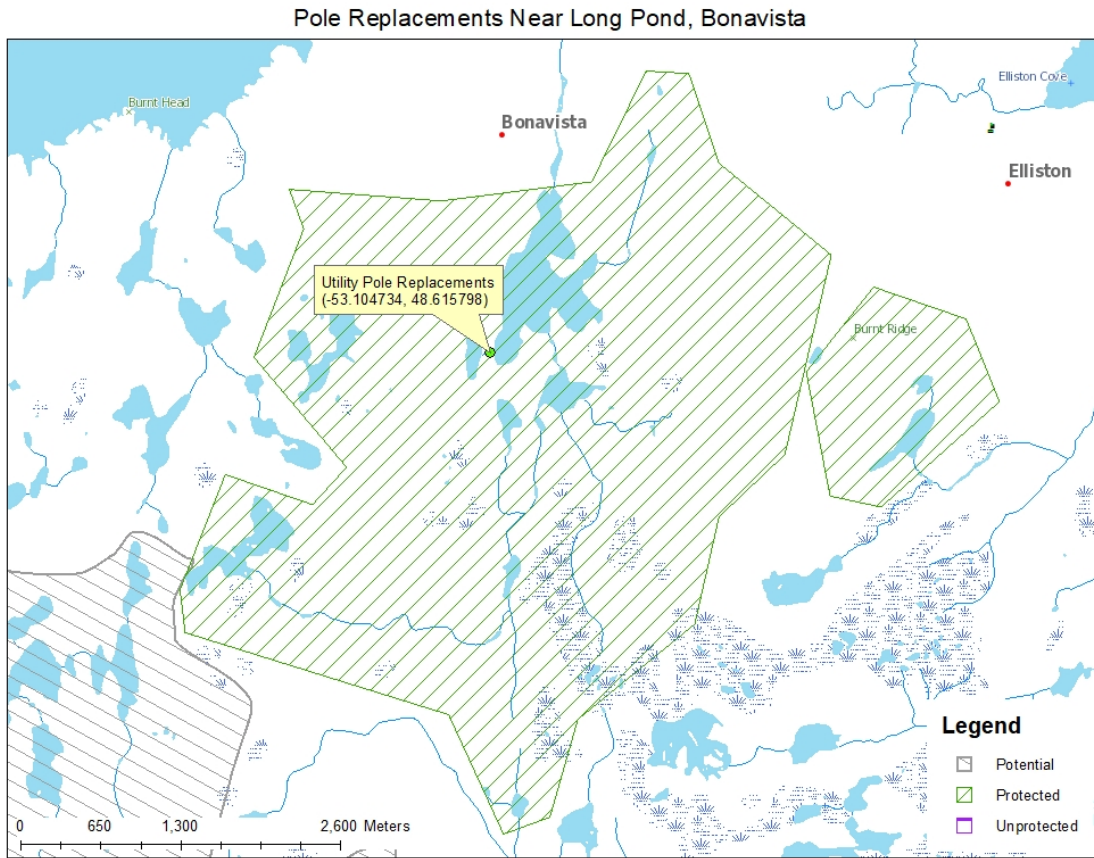 Pole Replacements Near Long Pond, Bonavista
Elliston Cove
Burnt Head
Bonavista
Elliston
Utility Pole Replacements
(-53.104734, 48.615798)
Burnt Ridge
Legend
Potential
Protected
Unprotected
0 650 1,300 2,600 Meters